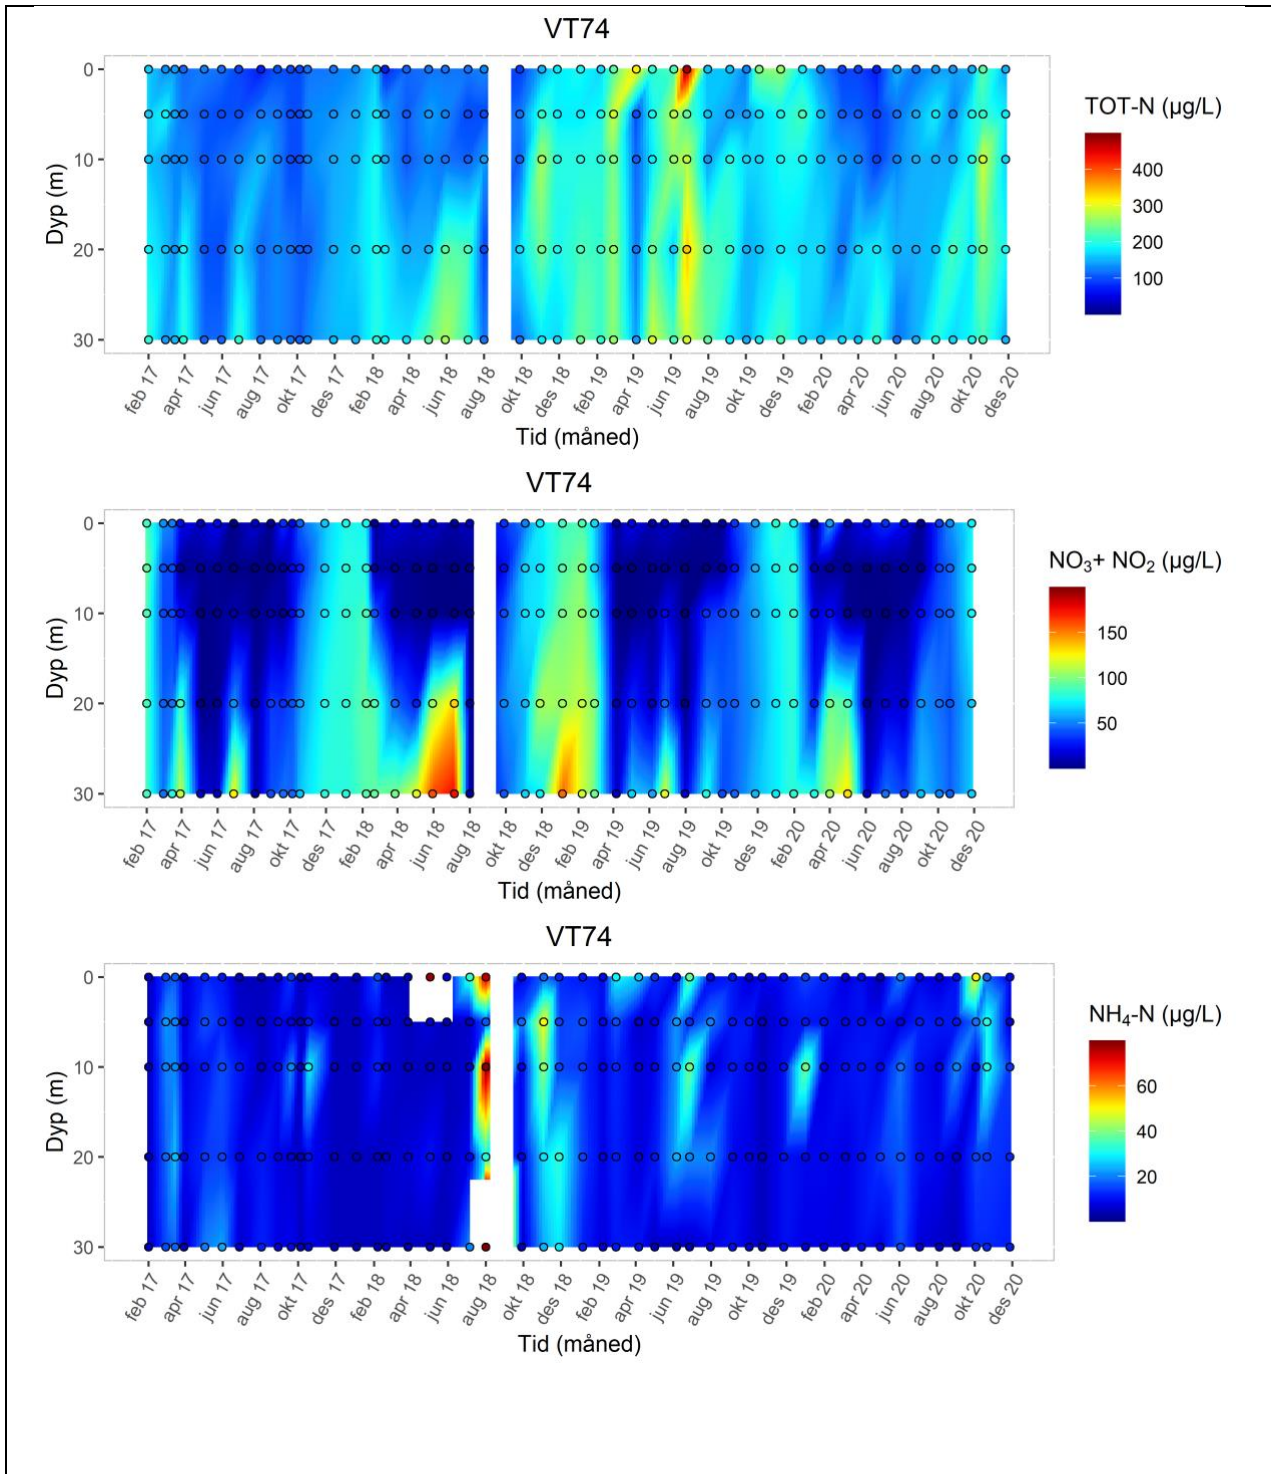 VT74
0
10
20
30
Dyp (m)
feb 17 apr 17 jun 17 aug 17 okt 17 des 17 feb 18 apr 18 jun 18 aug 18 okt 18 des 18 feb 19 apr 19 jun 19 aug 19 okt 19 des 19 feb 20 apr 20 jun 20 aug 20 okt 20 des 20
Tid (måned)
TOT-N (µg/L)
400
300
200
100
VT74
0
10
20
30
Dyp (m)
feb 17 apr 17 jun 17 aug 17 okt 17 des 17 feb 18 apr 18 jun 18 aug 18 okt 18 des 18 feb 19 apr 19 jun 19 aug 19 okt 19 des 19 feb 20 apr 20 jun 20 aug 20 okt 20 des 20
Tid (måned)
NO₃+ NO₂ (µg/L)
150
100
50
VT74
0
10
20
30
Dyp (m)
feb 17 apr 17 jun 17 aug 17 okt 17 des 17 feb 18 apr 18 jun 18 aug 18 okt 18 des 18 feb 19 apr 19 jun 19 aug 19 okt 19 des 19 feb 20 apr 20 jun 20 aug 20 okt 20 des 20
Tid (måned)
NH₄-N (µg/L)
60
40
20